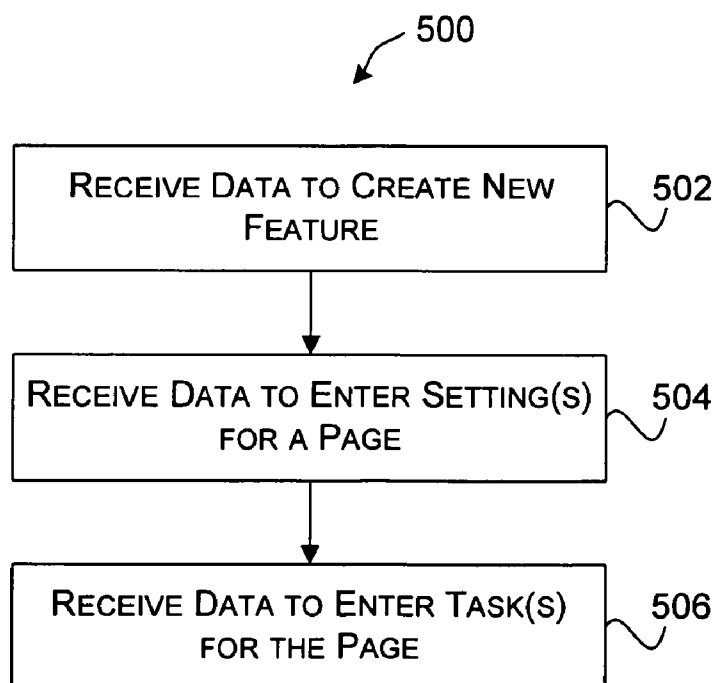 500
RECEIVE DATA TO CREATE NEW
FEATURE
502
RECEIVE DATA TO ENTER SETTING(S)
FOR A PAGE
504
RECEIVE DATA TO ENTER TASK(S)
FOR THE PAGE
506